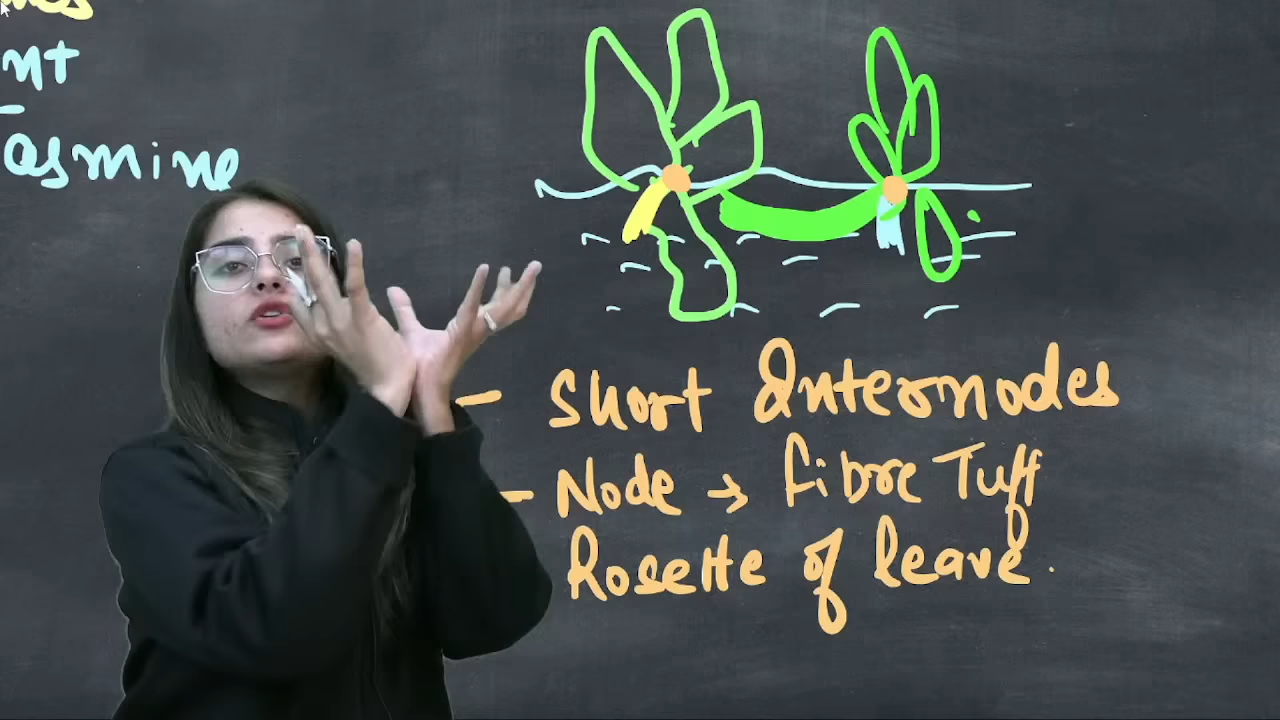 nt
asmine
- Short Internodes
- Node → fibre Tuff
Rosette of leave.